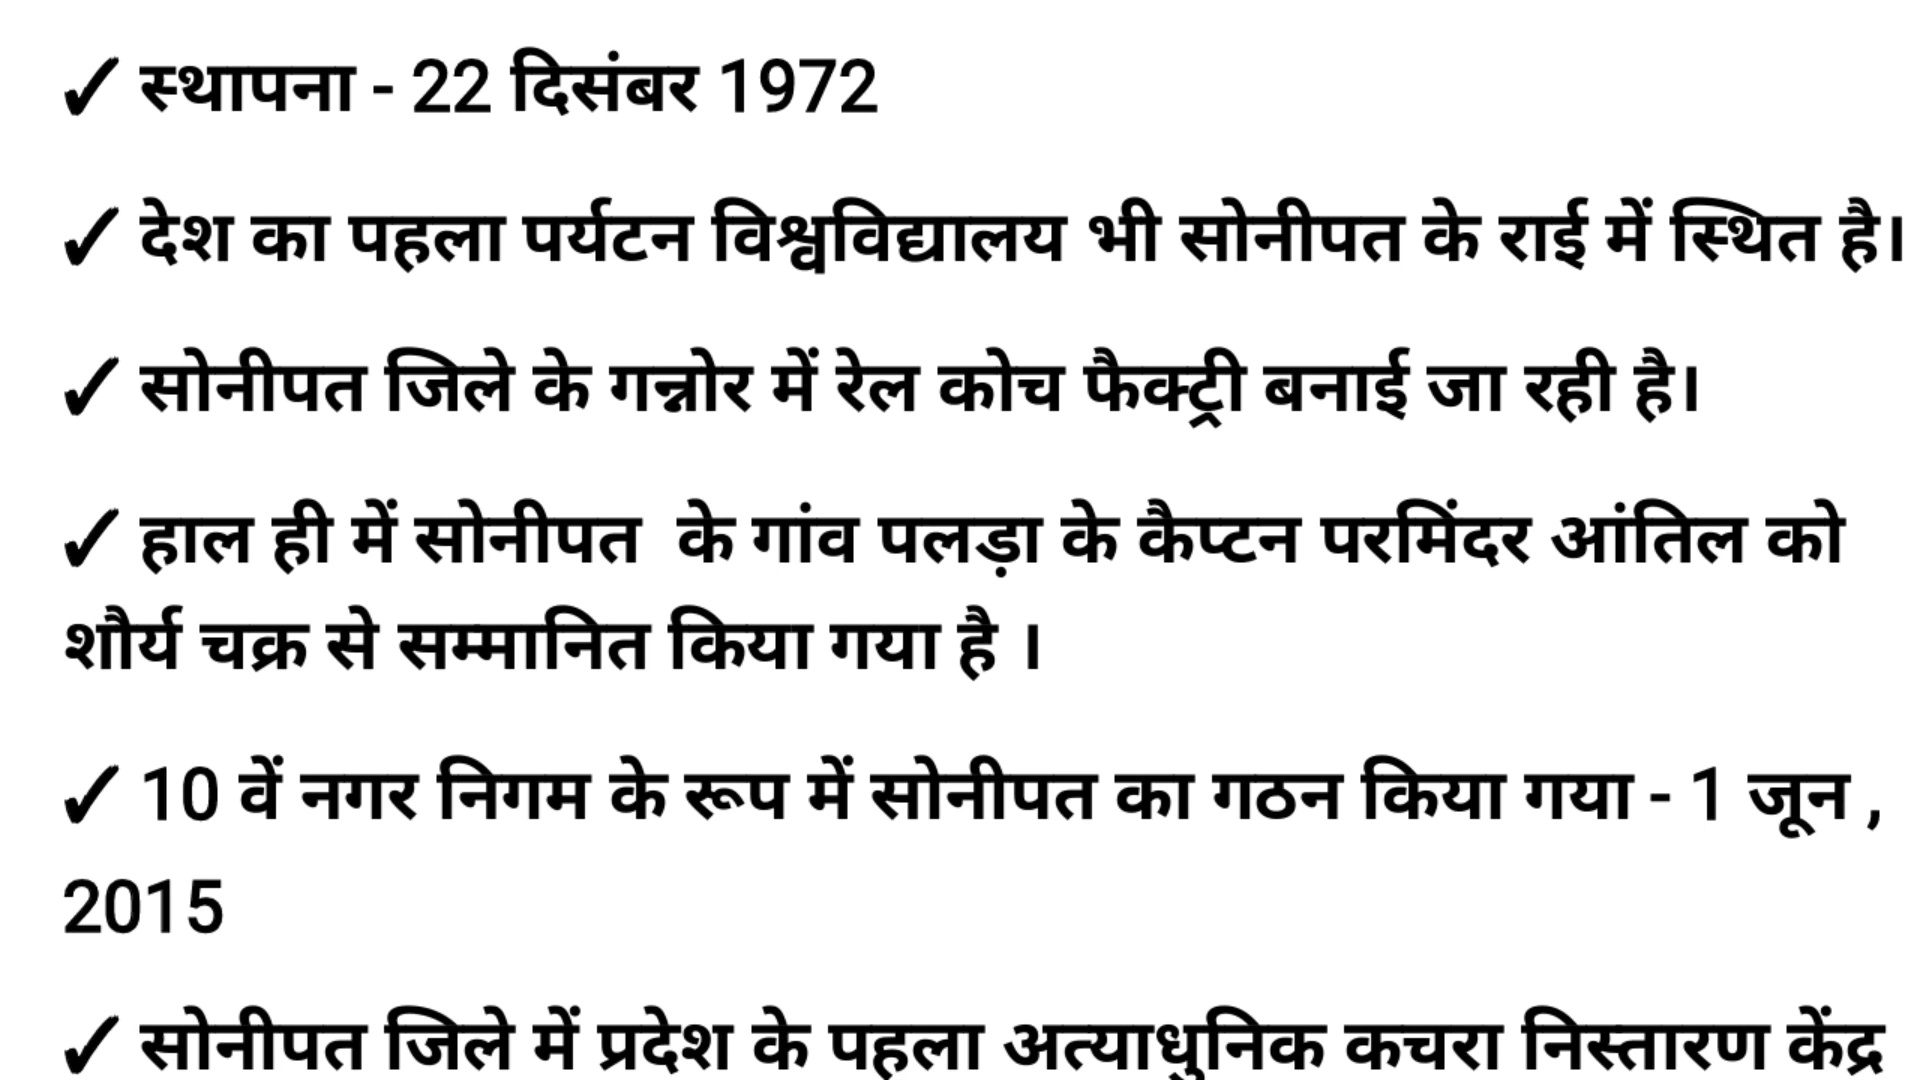 ✓ स्थापना - 22 दिसंबर 1972
✓ देश का पहला पर्यटन विश्वविद्यालय भी सोनीपत के राई में स्थित है।
✓ सोनीपत जिले के गन्नोर में रेल कोच फैक्ट्री बनाई जा रही है।
✓ हाल ही में सोनीपत के गांव पलड़ा के कैप्टन परमिंदर आंतिल को
शौर्य चक्र से सम्मानित किया गया है ।
✓ 10 वें नगर निगम के रूप में सोनीपत का गठन किया गया - 1 जून ,
2015
✓ सोनीपत जिले में प्रदेश के पहला अत्याधुनिक कचरा निस्तारण केंद्र